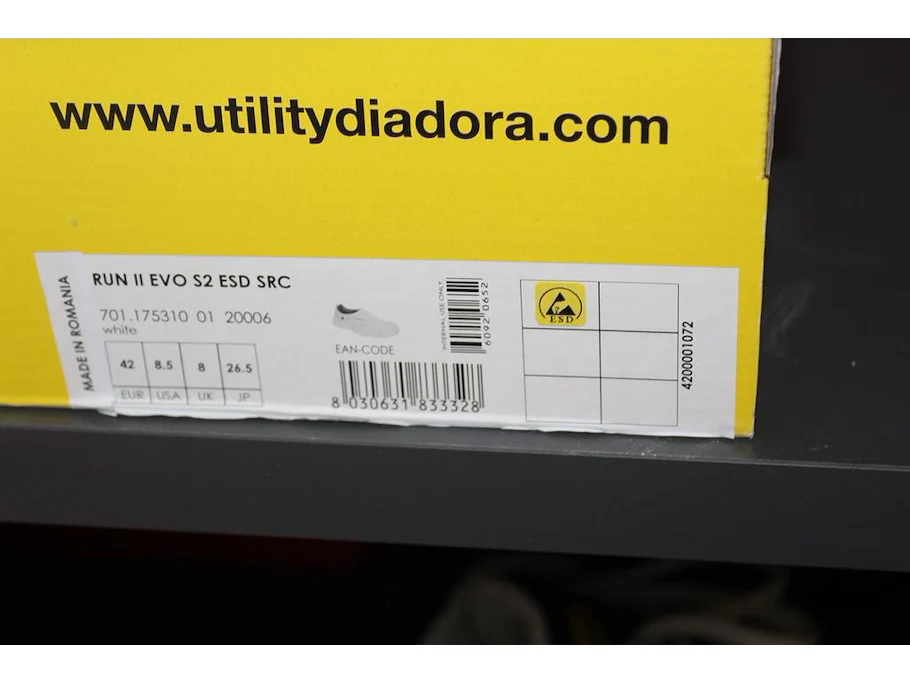 www.utilitydiadora.com
MADE IN ROMANIA
RUN II EVO S2 ESD SRC
701.175310 01 20006
white
42 8.5 8 26.5
EUR USA UK JP
EAN-CODE
8 030631 833328
INTERNAL USE ONLY
6092 0652
ESD
4200001072